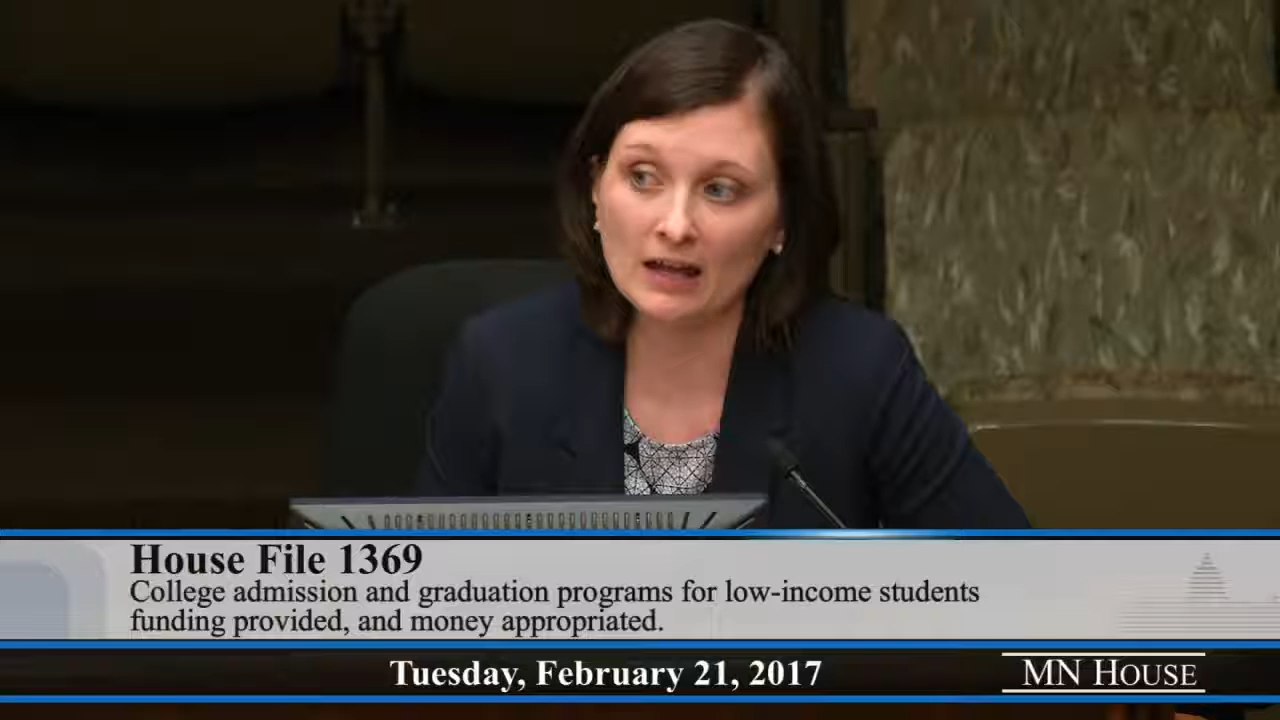 House File 1369
College admission and graduation programs for low-income students
funding provided, and money appropriated.
Tuesday, February 21, 2017
MN HOUSE